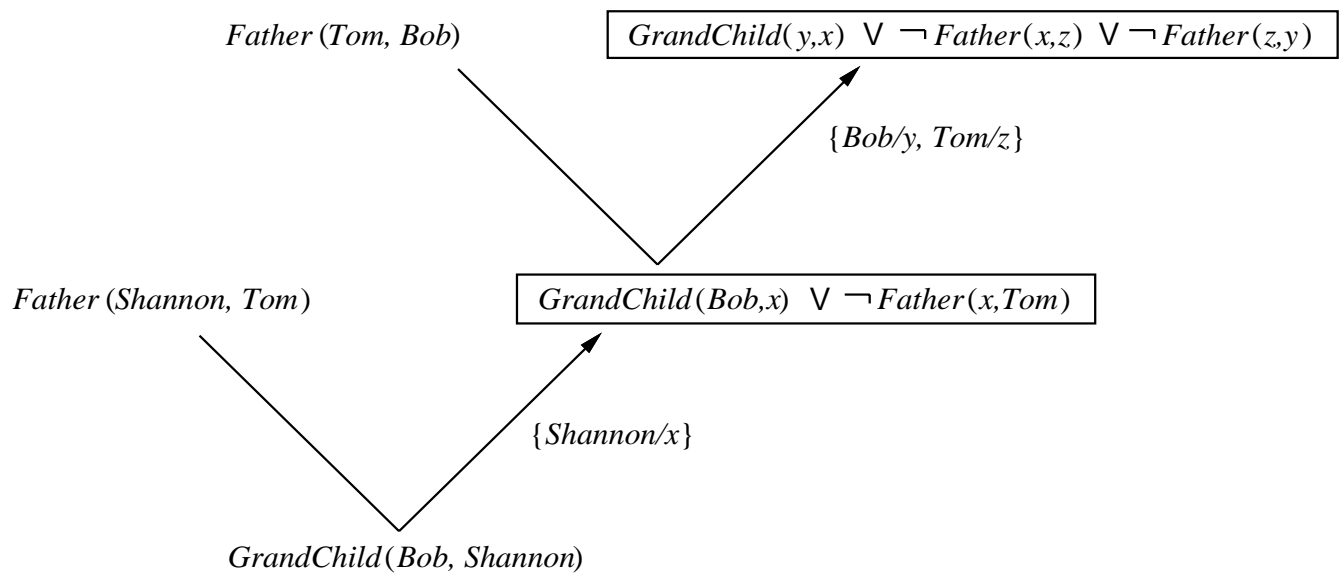 Father (Tom, Bob)
GrandChild(y,x) ∨ ¬ Father(x,z) ∨ ¬ Father(z,y)
{Bob/y, Tom/z}
Father (Shannon, Tom)
GrandChild(Bob,x) ∨ ¬ Father(x,Tom)
{Shannon/x}
GrandChild(Bob, Shannon)